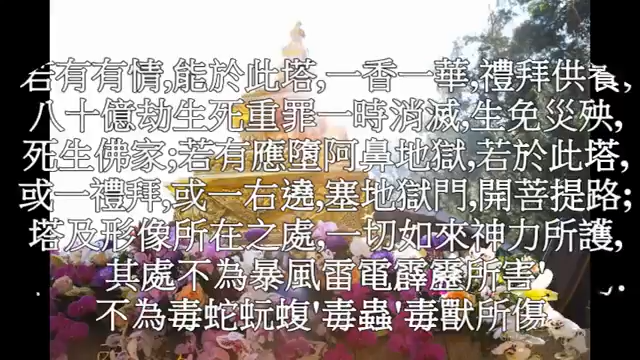 若有有情,能於此塔,一香一華,禮拜供養,
八十億劫生死重罪一時消滅,生免災殃,
死生佛家;若有應墮阿鼻地獄,若於此塔,
或一禮拜,或一右遶,塞地獄門,開菩提路;
塔及形像所在之處,一切如來神力所護,
其處不為暴風雷電霹靂所害'
不為毒蛇蚖蝮'毒蟲'毒獸所傷